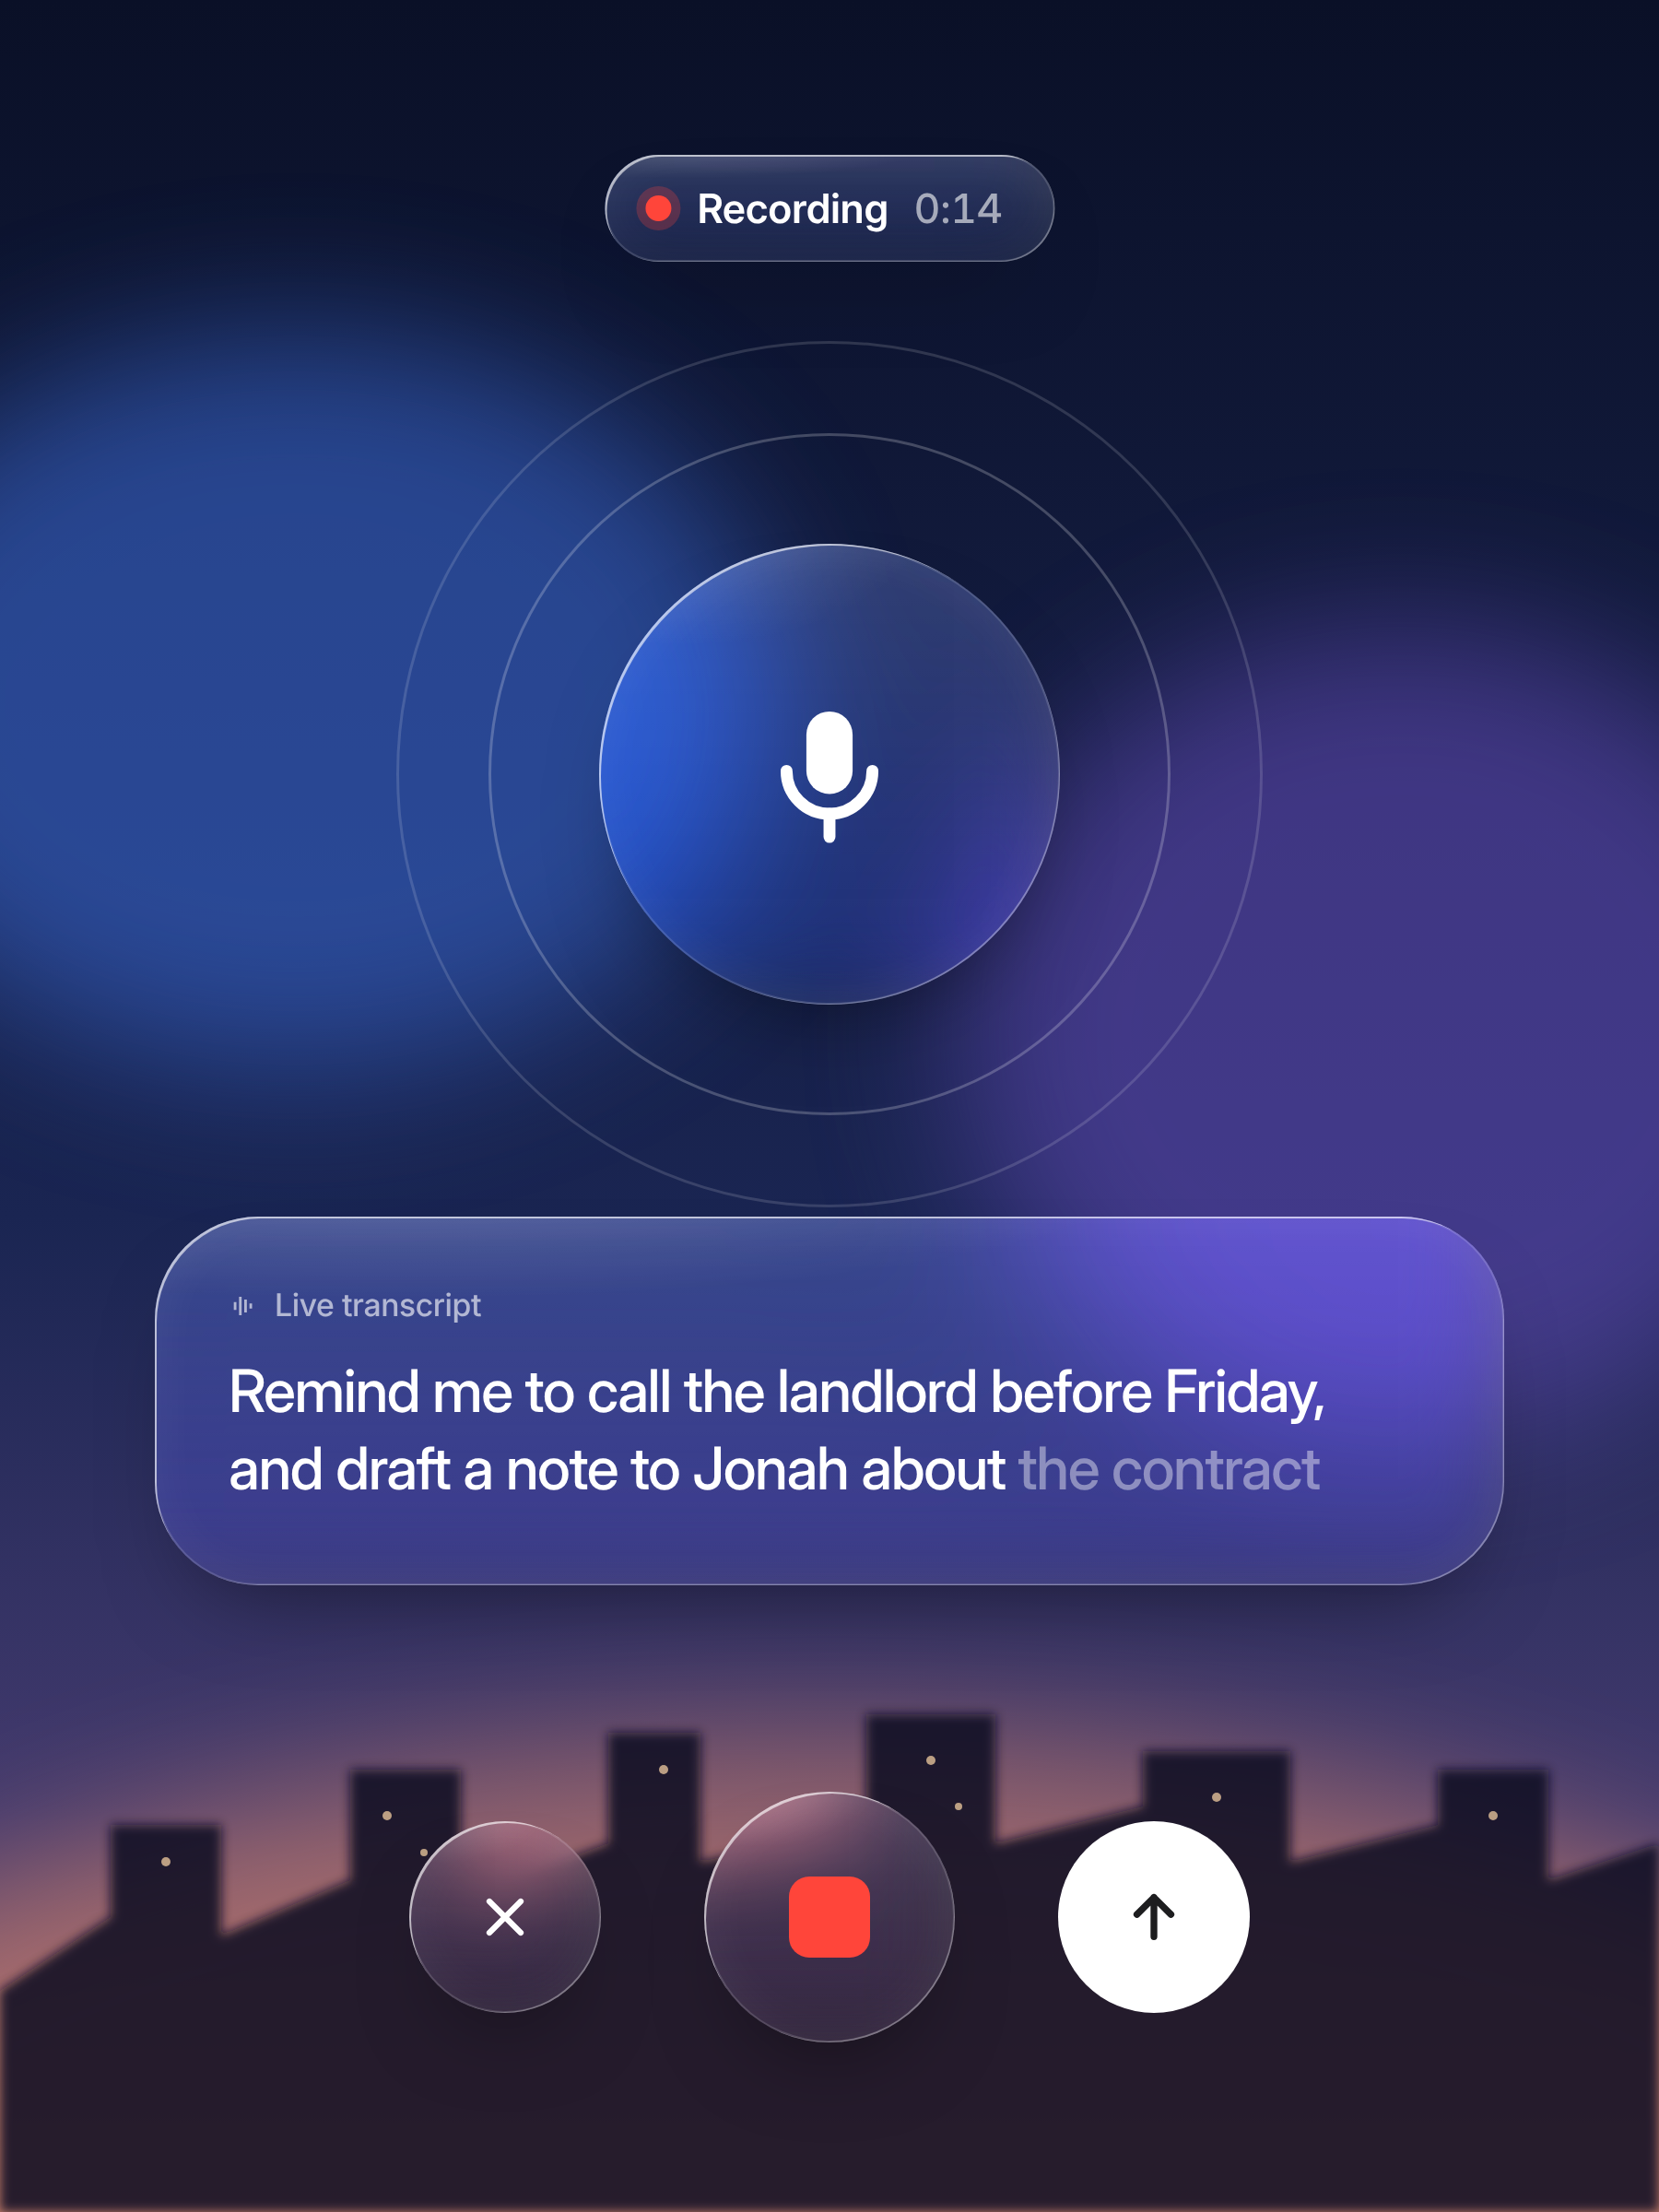 Recording 0:14
Live transcript
Remind me to call the landlord before Friday,
and draft a note to Jonah about the contract